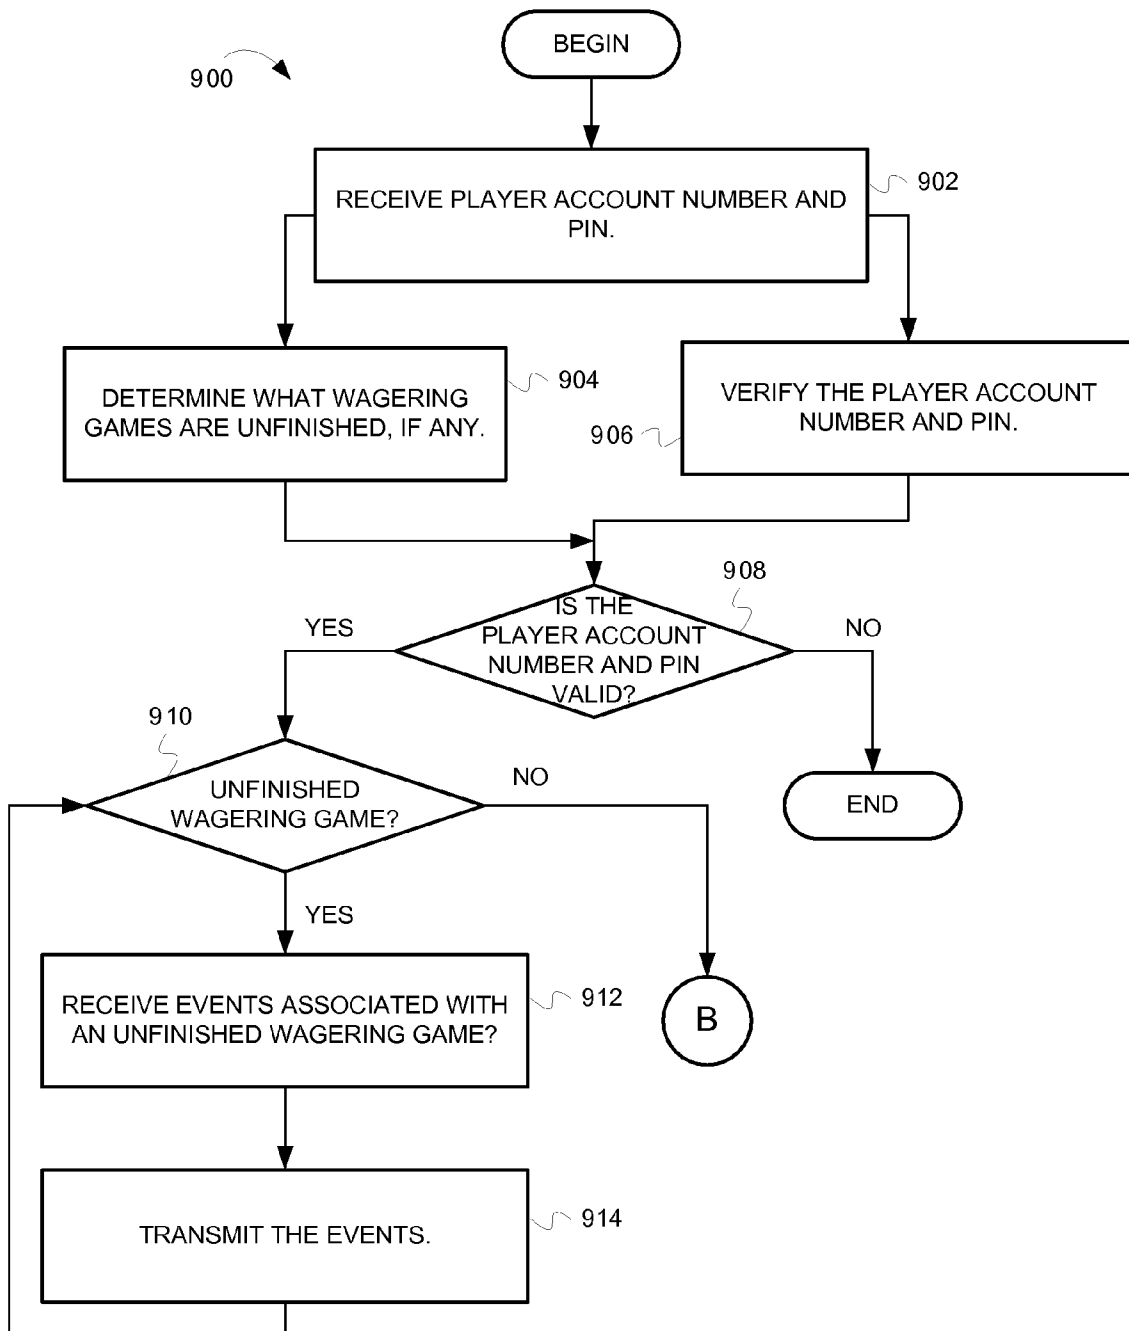 BEGIN
900
RECEIVE PLAYER ACCOUNT NUMBER AND
PIN.
902
DETERMINE WHAT WAGERING
GAMES ARE UNFINISHED, IF ANY.
904
VERIFY THE PLAYER ACCOUNT
NUMBER AND PIN.
906
IS THE
PLAYER ACCOUNT
NUMBER AND PIN
VALID?
908
YES
NO
910
UNFINISHED
WAGERING GAME?
NO
END
YES
RECEIVE EVENTS ASSOCIATED WITH
AN UNFINISHED WAGERING GAME?
912
B
TRANSMIT THE EVENTS.
914